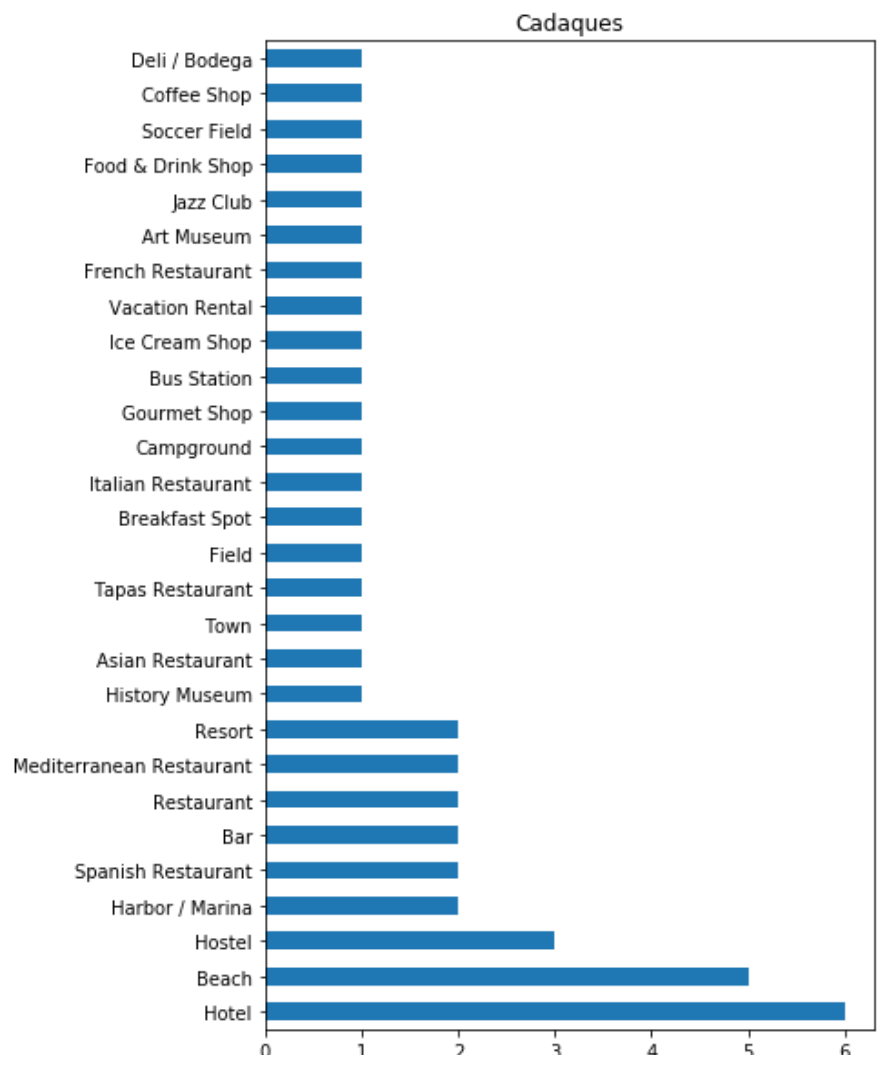 Cadaques
Deli / Bodega
Coffee Shop
Soccer Field
Food & Drink Shop
Jazz Club
Art Museum
French Restaurant
Vacation Rental
Ice Cream Shop
Bus Station
Gourmet Shop
Campground
Italian Restaurant
Breakfast Spot
Field
Tapas Restaurant
Town
Asian Restaurant
History Museum
Resort
Mediterranean Restaurant
Restaurant
Bar
Spanish Restaurant
Harbor / Marina
Hostel
Beach
Hotel
0 1 2 3 4 5 6